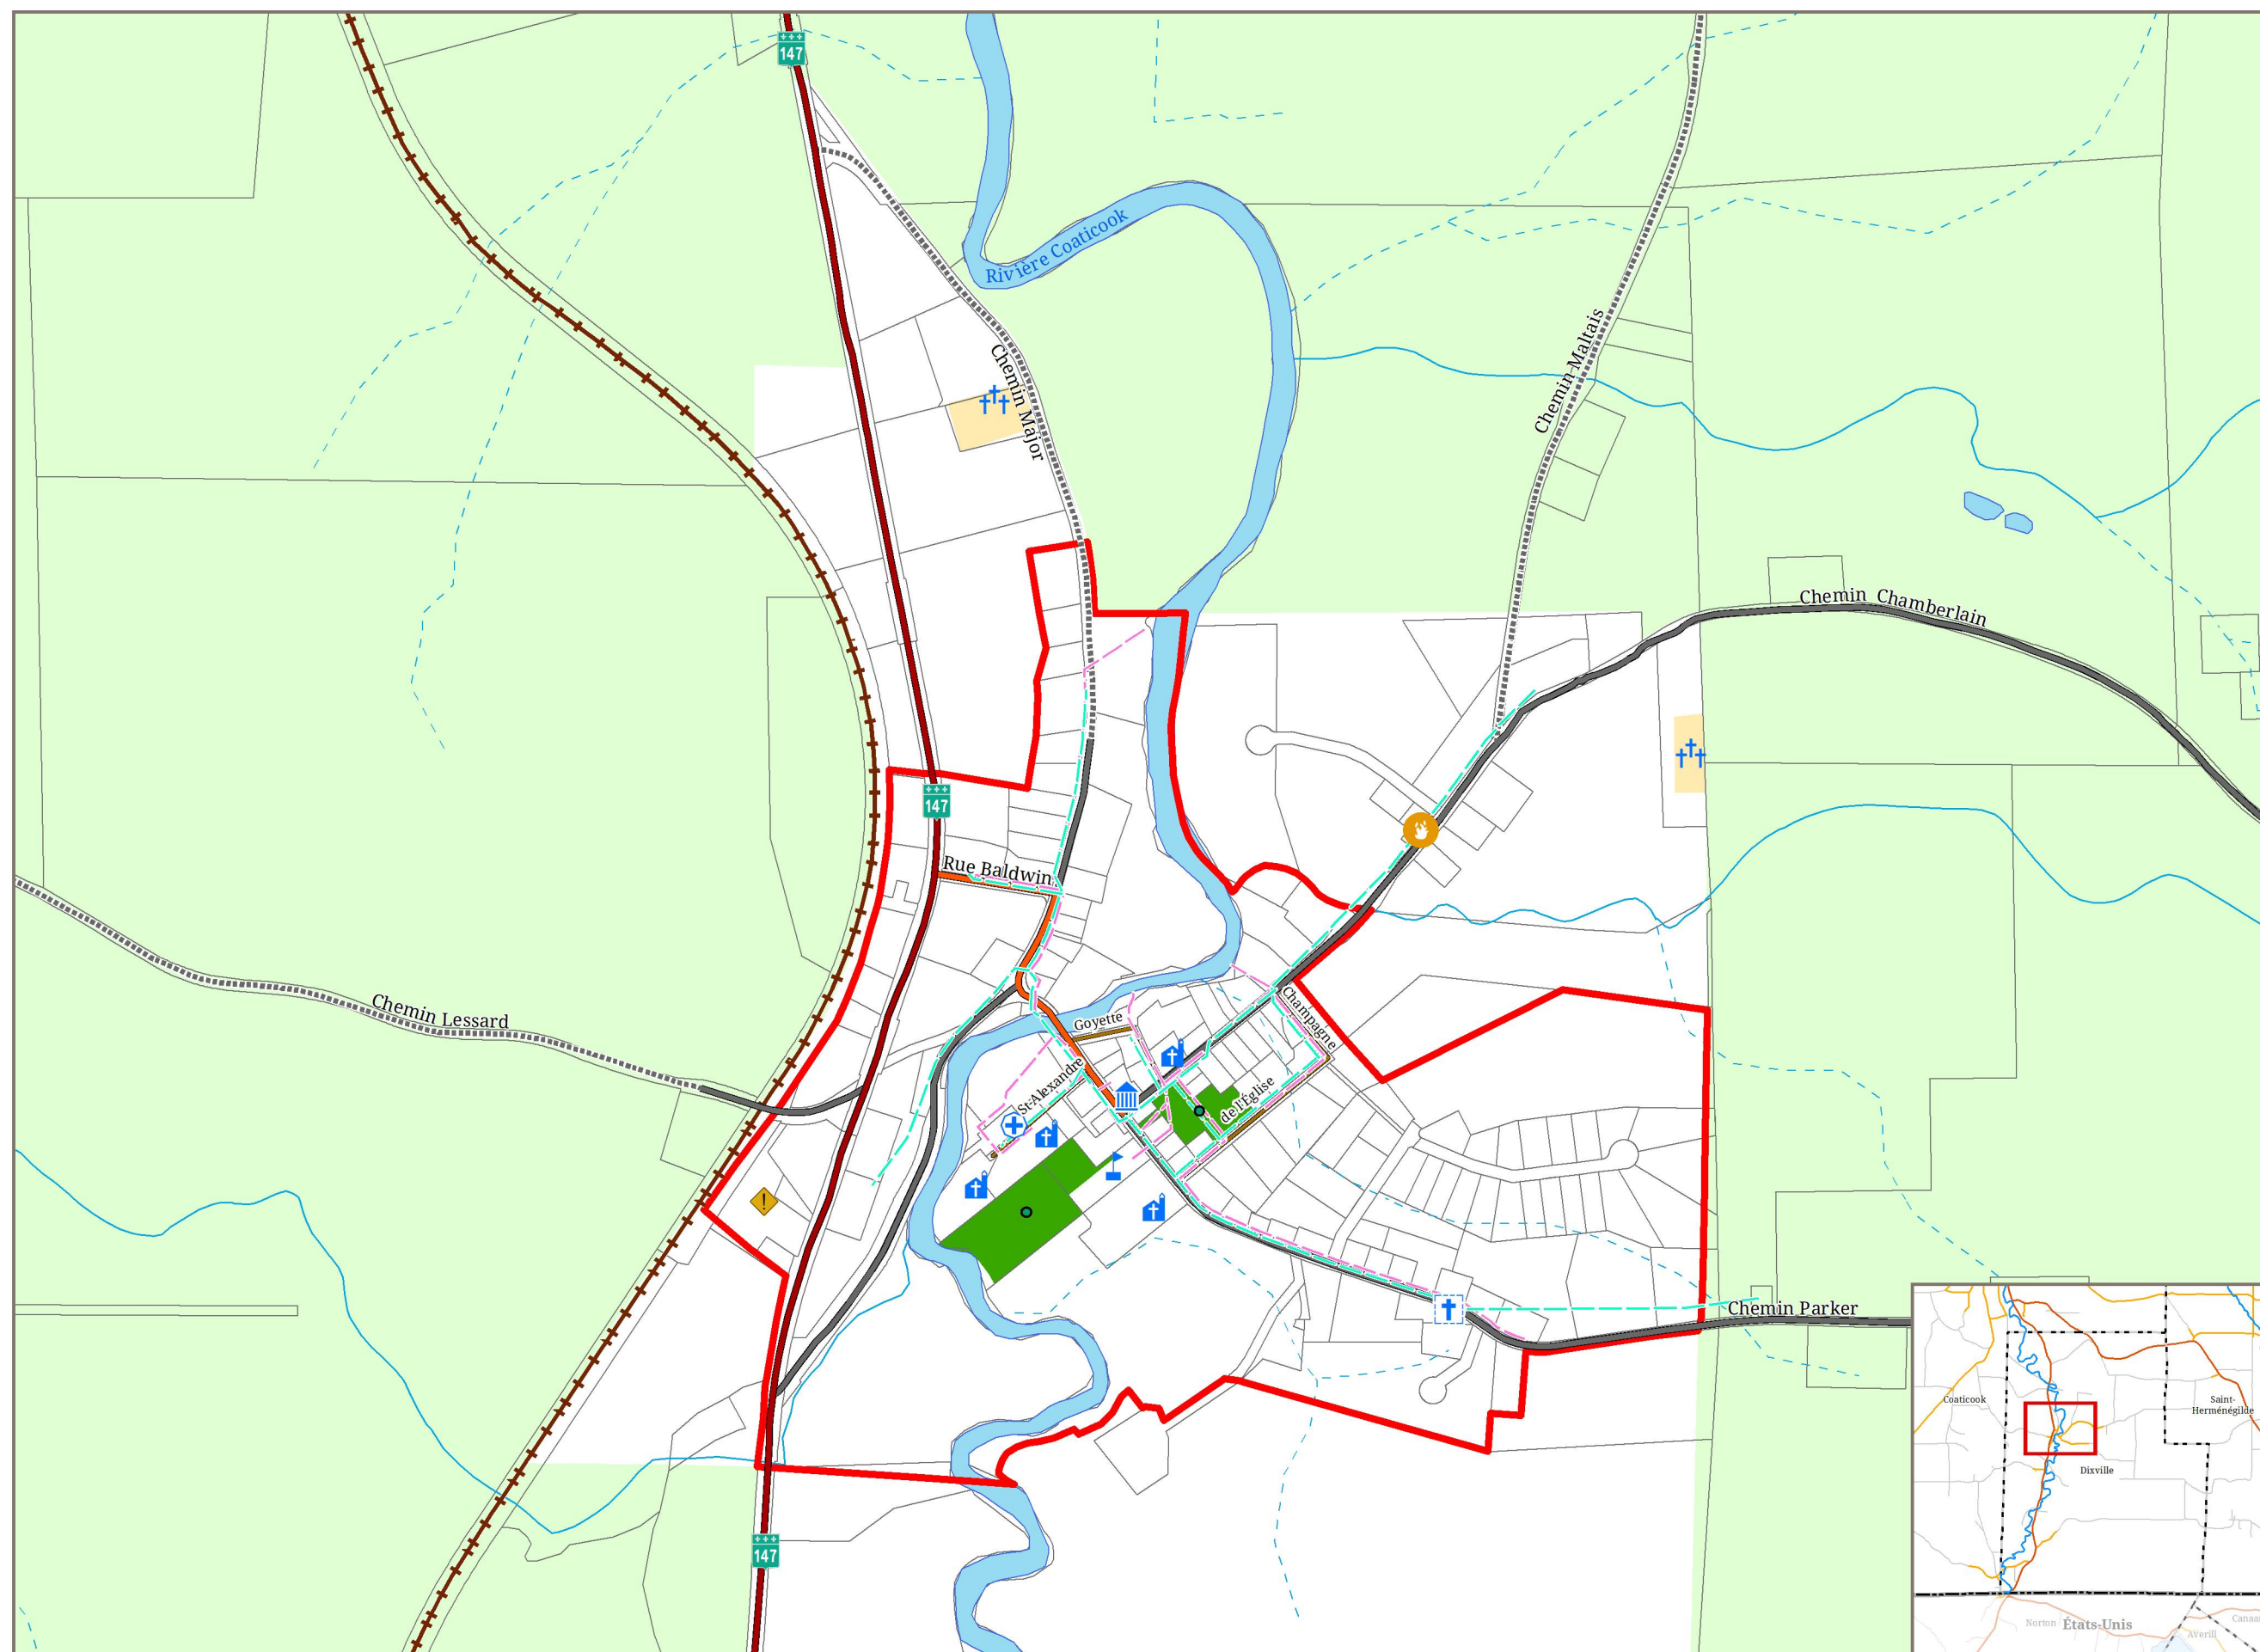 147
Rivière Coaticook
Chemin Major
Chemin Maltais
Chemin Chamberlain
147
Rue Baldwin
Chemin Lessard
Champagne
Goyette
St-Alexandre
de l'Église
!
Chemin Parker
147
Coaticook
Saint-
Herménégilde
Dixville
Norton
États-Unis
Averill